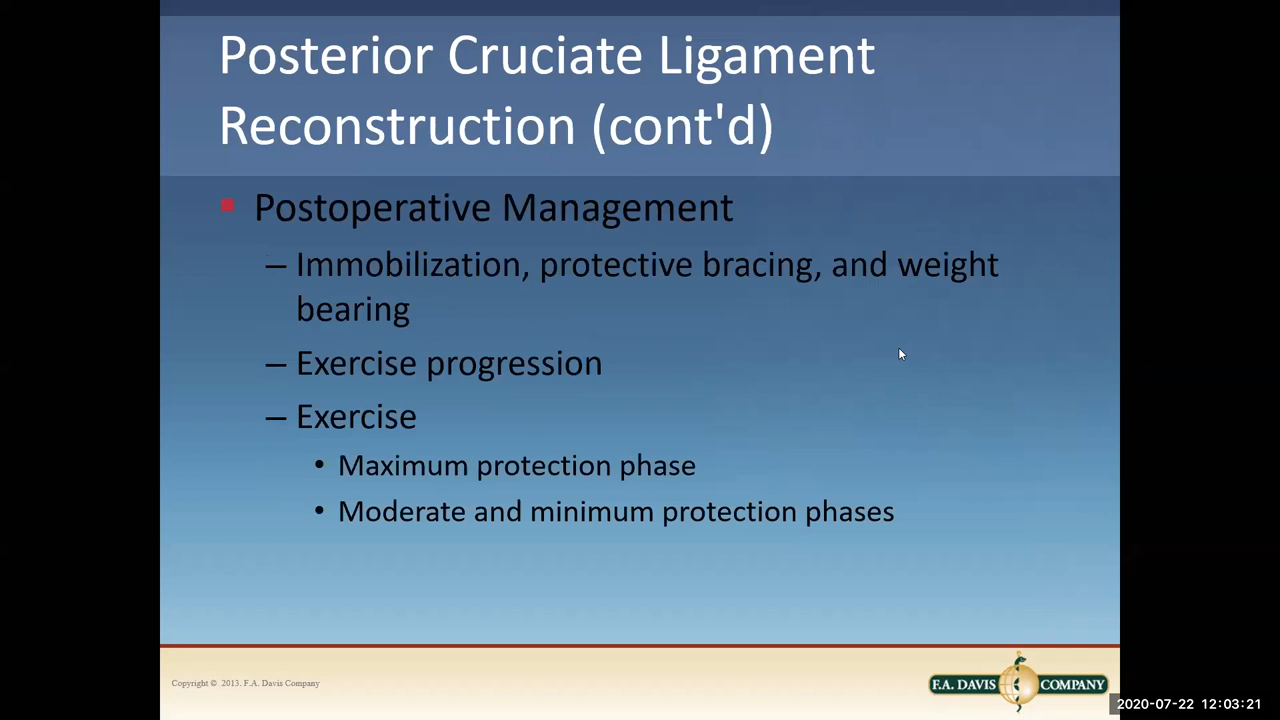 Posterior Cruciate Ligament
Reconstruction (cont'd)
▪ Postoperative Management
– Immobilization, protective bracing, and weight
bearing
– Exercise progression
– Exercise
• Maximum protection phase
• Moderate and minimum protection phases
Copyright © 2013. F.A. Davis Company
F.A. DAVIS COMPANY
2020-07-22 12:03:21